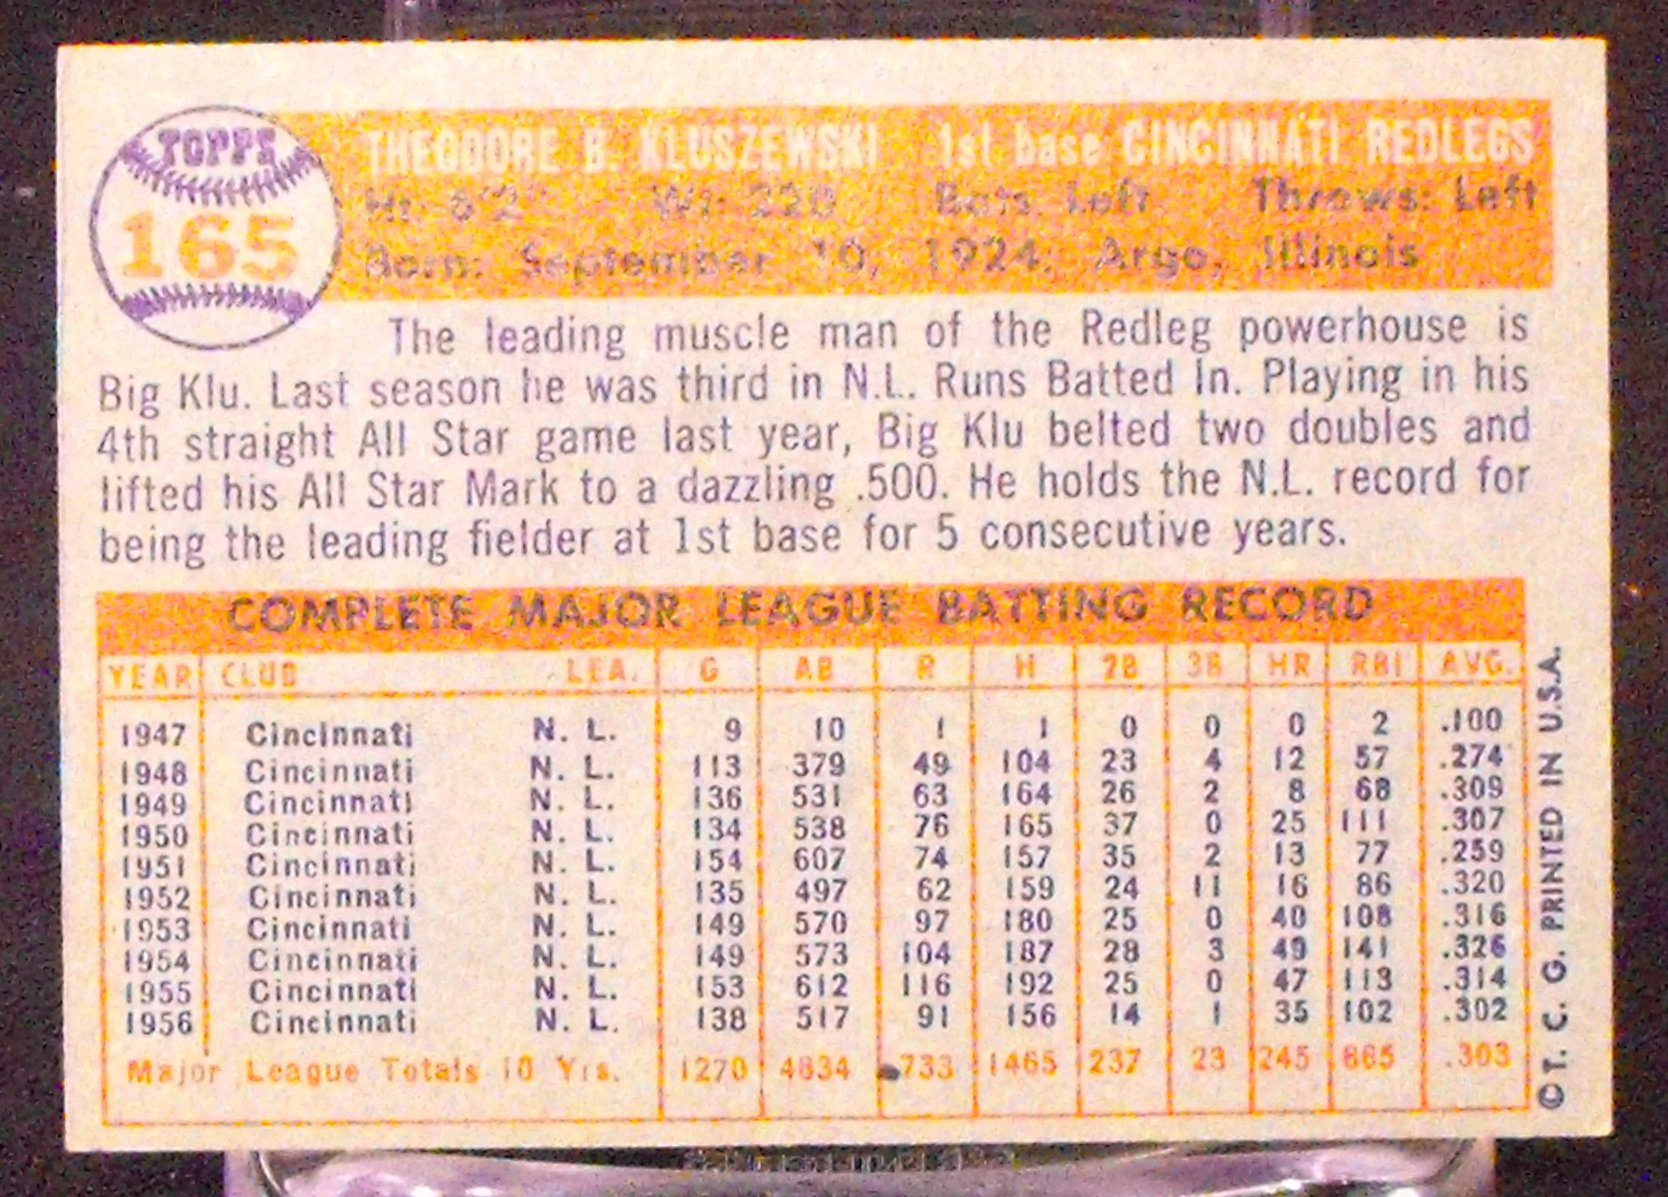 TOPPS
165
THEODORE B. KLUSZEWSKI 1st base CINCINNATI REDLEGS
Ht: 6'2" Wt: 220 Bats: Left Throws: Left
Born: September 10, 1924, Argo, Illinois
The leading muscle man of the Redleg powerhouse is
Big Klu. Last season he was third in N.L. Runs Batted In. Playing in his
4th straight All Star game last year, Big Klu belted two doubles and
lifted his All Star Mark to a dazzling .500. He holds the N.L. record for
being the leading fielder at 1st base for 5 consecutive years.
COMPLETE MAJOR LEAGUE BATTING RECORD
YEAR CLUB LEA. G AB R H 2B 3B HR RBI AVG.
1947 Cincinnati N. L. 9 10 1 1 0 0 0 2 .100
1948 Cincinnati N. L. 113 379 49 104 23 4 12 57 .274
1949 Cincinnati N. L. 136 531 63 164 26 2 8 68 .309
1950 Cincinnati N. L. 134 538 76 165 37 0 25 111 .307
1951 Cincinnati N. L. 154 607 74 157 35 2 13 77 .259
1952 Cincinnati N. L. 135 497 62 159 24 11 16 86 .320
1953 Cincinnati N. L. 149 570 97 180 25 0 40 108 .316
1954 Cincinnati N. L. 149 573 104 187 28 3 49 141 .326
1955 Cincinnati N. L. 153 612 116 192 25 0 47 113 .314
1956 Cincinnati N. L. 138 517 91 156 14 1 35 102 .302
Major League Totals 10 Yrs. 1270 4834 733 1465 237 23 245 865 .303
©T. C. G. PRINTED IN U.S.A.